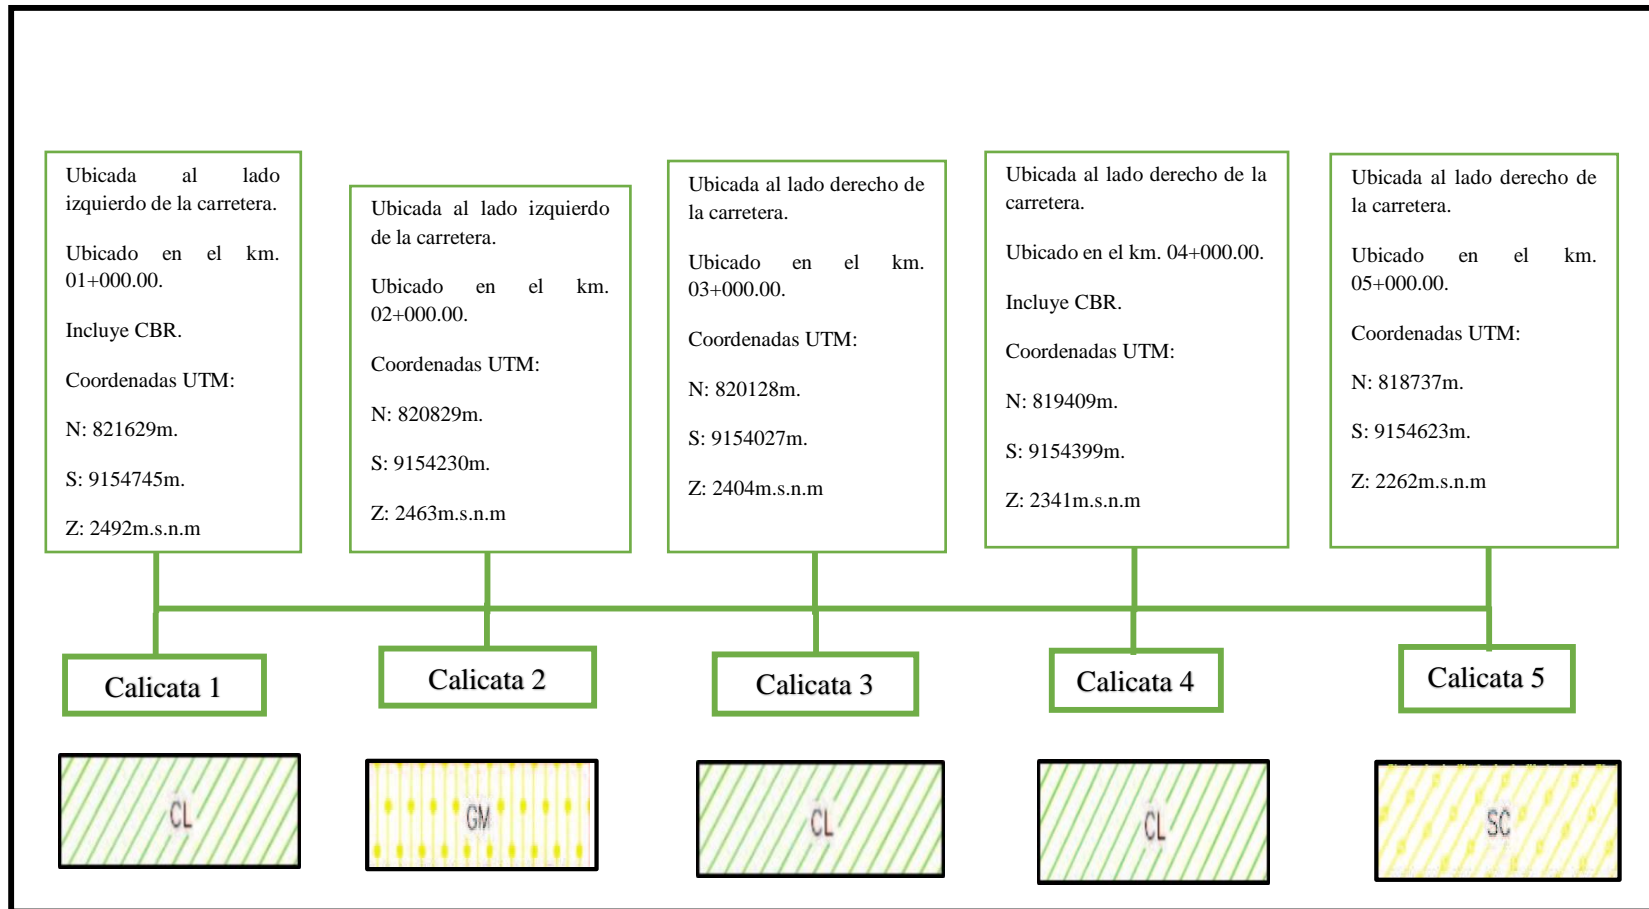 Ubicada al lado
izquierdo de la carretera.
Ubicado en el km.
01+000.00.
Incluye CBR.
Coordenadas UTM:
N: 821629m.
S: 9154745m.
Z: 2492m.s.n.m
Ubicada al lado izquierdo
de la carretera.
Ubicado en el km.
02+000.00.
Coordenadas UTM:
N: 820829m.
S: 9154230m.
Z: 2463m.s.n.m
Ubicada al lado derecho de
la carretera.
Ubicado en el km.
03+000.00.
Coordenadas UTM:
N: 820128m.
S: 9154027m.
Z: 2404m.s.n.m
Ubicada al lado derecho de la
carretera.
Ubicado en el km. 04+000.00.
Incluye CBR.
Coordenadas UTM:
N: 819409m.
S: 9154399m.
Z: 2341m.s.n.m
Ubicada al lado derecho de
la carretera.
Ubicado en el km.
05+000.00.
Coordenadas UTM:
N: 818737m.
S: 9154623m.
Z: 2262m.s.n.m
Calicata 1
Calicata 2
Calicata 3
Calicata 4
Calicata 5
CL
GM
CL
CL
SC